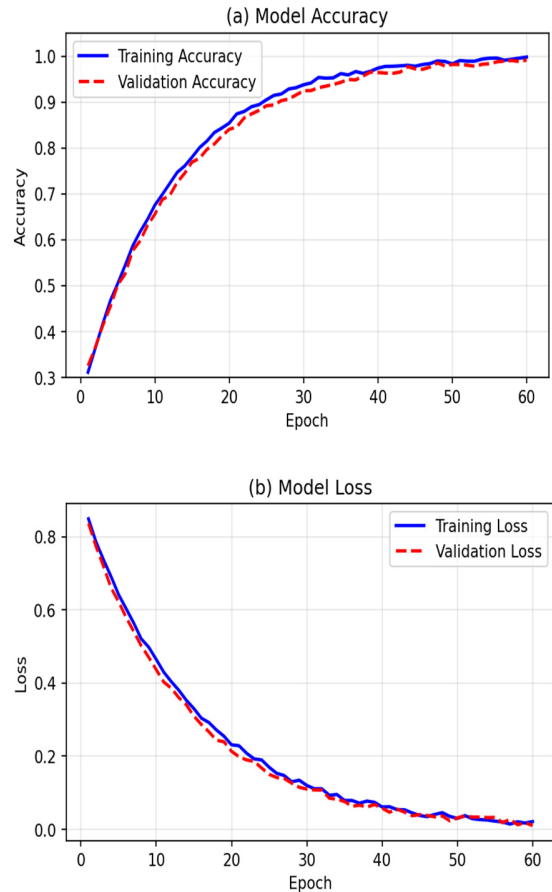 (a) Model Accuracy
Training Accuracy
Validation Accuracy
1.0
0.9
0.8
0.7
0.6
0.5
0.4
0.3
Accuracy
0 10 20 30 40 50 60
Epoch
(b) Model Loss
Training Loss
Validation Loss
0.8
0.6
0.4
0.2
0.0
Loss
0 10 20 30 40 50 60
Epoch